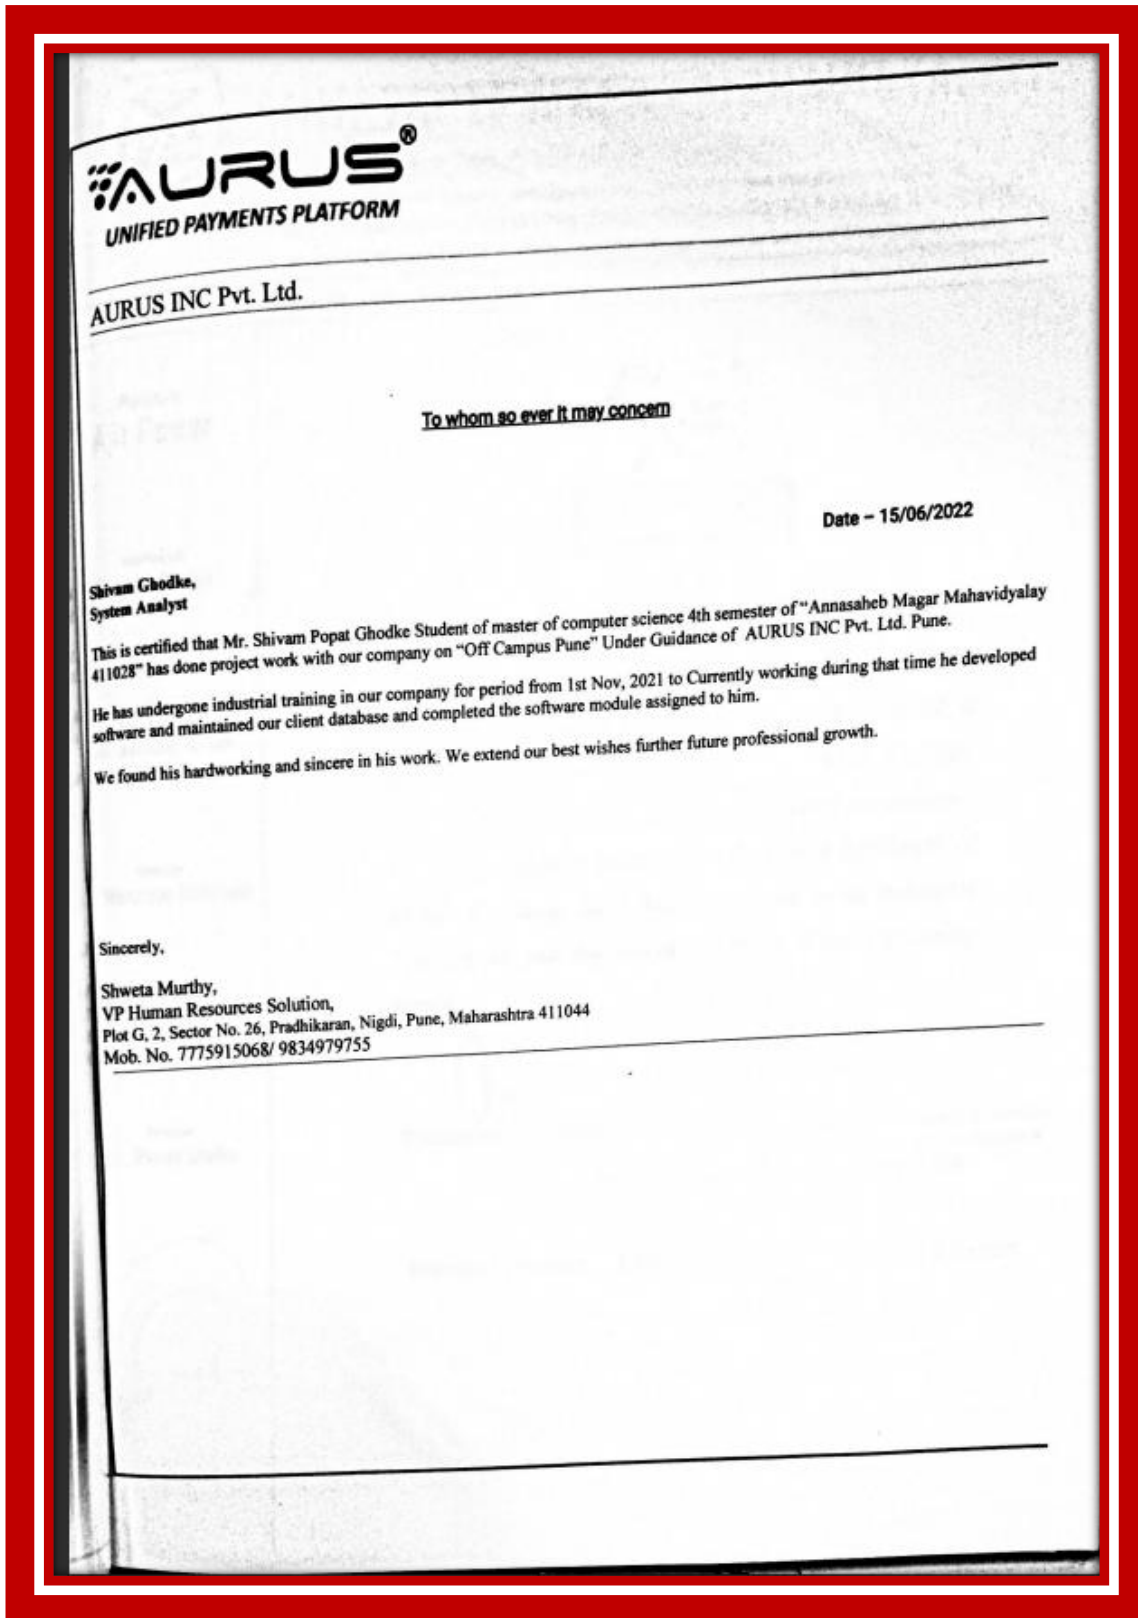 AURUS®
UNIFIED PAYMENTS PLATFORM
AURUS INC Pvt. Ltd.
To whom so ever it may concern
Date – 15/06/2022
Shivam Ghodke,
System Analyst
This is certified that Mr. Shivam Popat Ghodke Student of master of computer science 4th semester of “Annasaheb Magar Mahavidyalay
411028” has done project work with our company on “Off Campus Pune” Under Guidance of AURUS INC Pvt. Ltd. Pune.
He has undergone industrial training in our company for period from 1st Nov, 2021 to Currently working during that time he developed
software and maintained our client database and completed the software module assigned to him.
We found his hardworking and sincere in his work. We extend our best wishes further future professional growth.
Sincerely,
Shweta Murthy,
VP Human Resources Solution,
Plot G, 2, Sector No. 26, Pradhikaran, Nigdi, Pune, Maharashtra 411044
Mob. No. 7775915068/ 9834979755